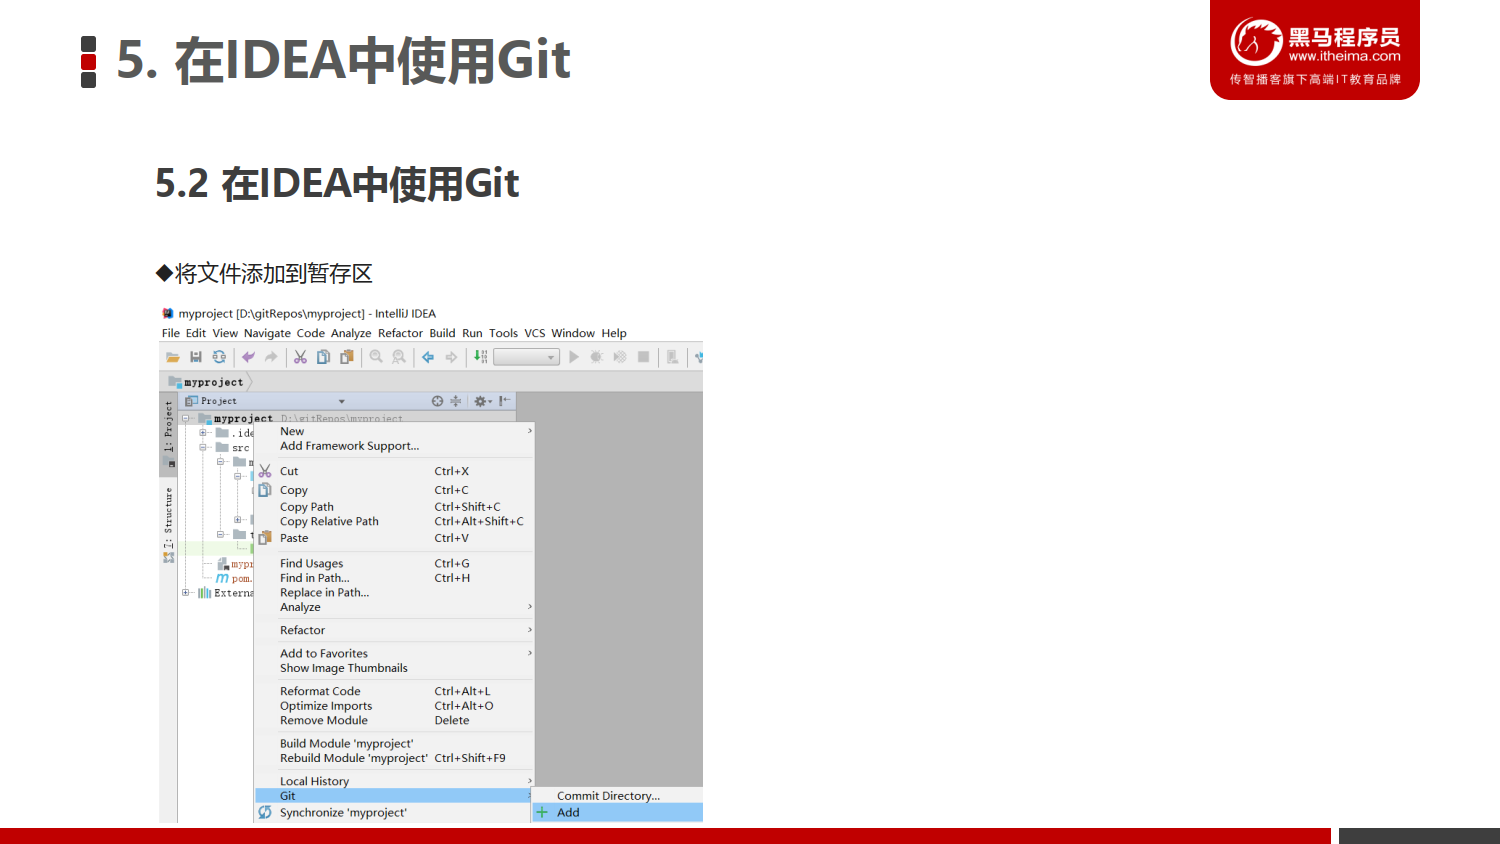 5. 在IDEA中使用Git
黑马程序员
www.itheima.com
传智播客旗下高端IT教育品牌
5.2 在IDEA中使用Git
◆将文件添加到暂存区
myproject [D:\gitRepos\myproject] - IntelliJ IDEA
File Edit View Navigate Code Analyze Refactor Build Run Tools VCS Window Help
myproject
Project
1: Project
myproject D:\gitRepos\myproject
.ide
src
7: Structure
mypr
pom.
Externa
New
Add Framework Support...
Cut Ctrl+X
Copy Ctrl+C
Copy Path Ctrl+Shift+C
Copy Relative Path Ctrl+Alt+Shift+C
Paste Ctrl+V
Find Usages Ctrl+G
Find in Path... Ctrl+H
Replace in Path...
Analyze
Refactor
Add to Favorites
Show Image Thumbnails
Reformat Code Ctrl+Alt+L
Optimize Imports Ctrl+Alt+O
Remove Module Delete
Build Module 'myproject'
Rebuild Module 'myproject' Ctrl+Shift+F9
Local History
Git
Synchronize 'myproject'
Commit Directory...
Add